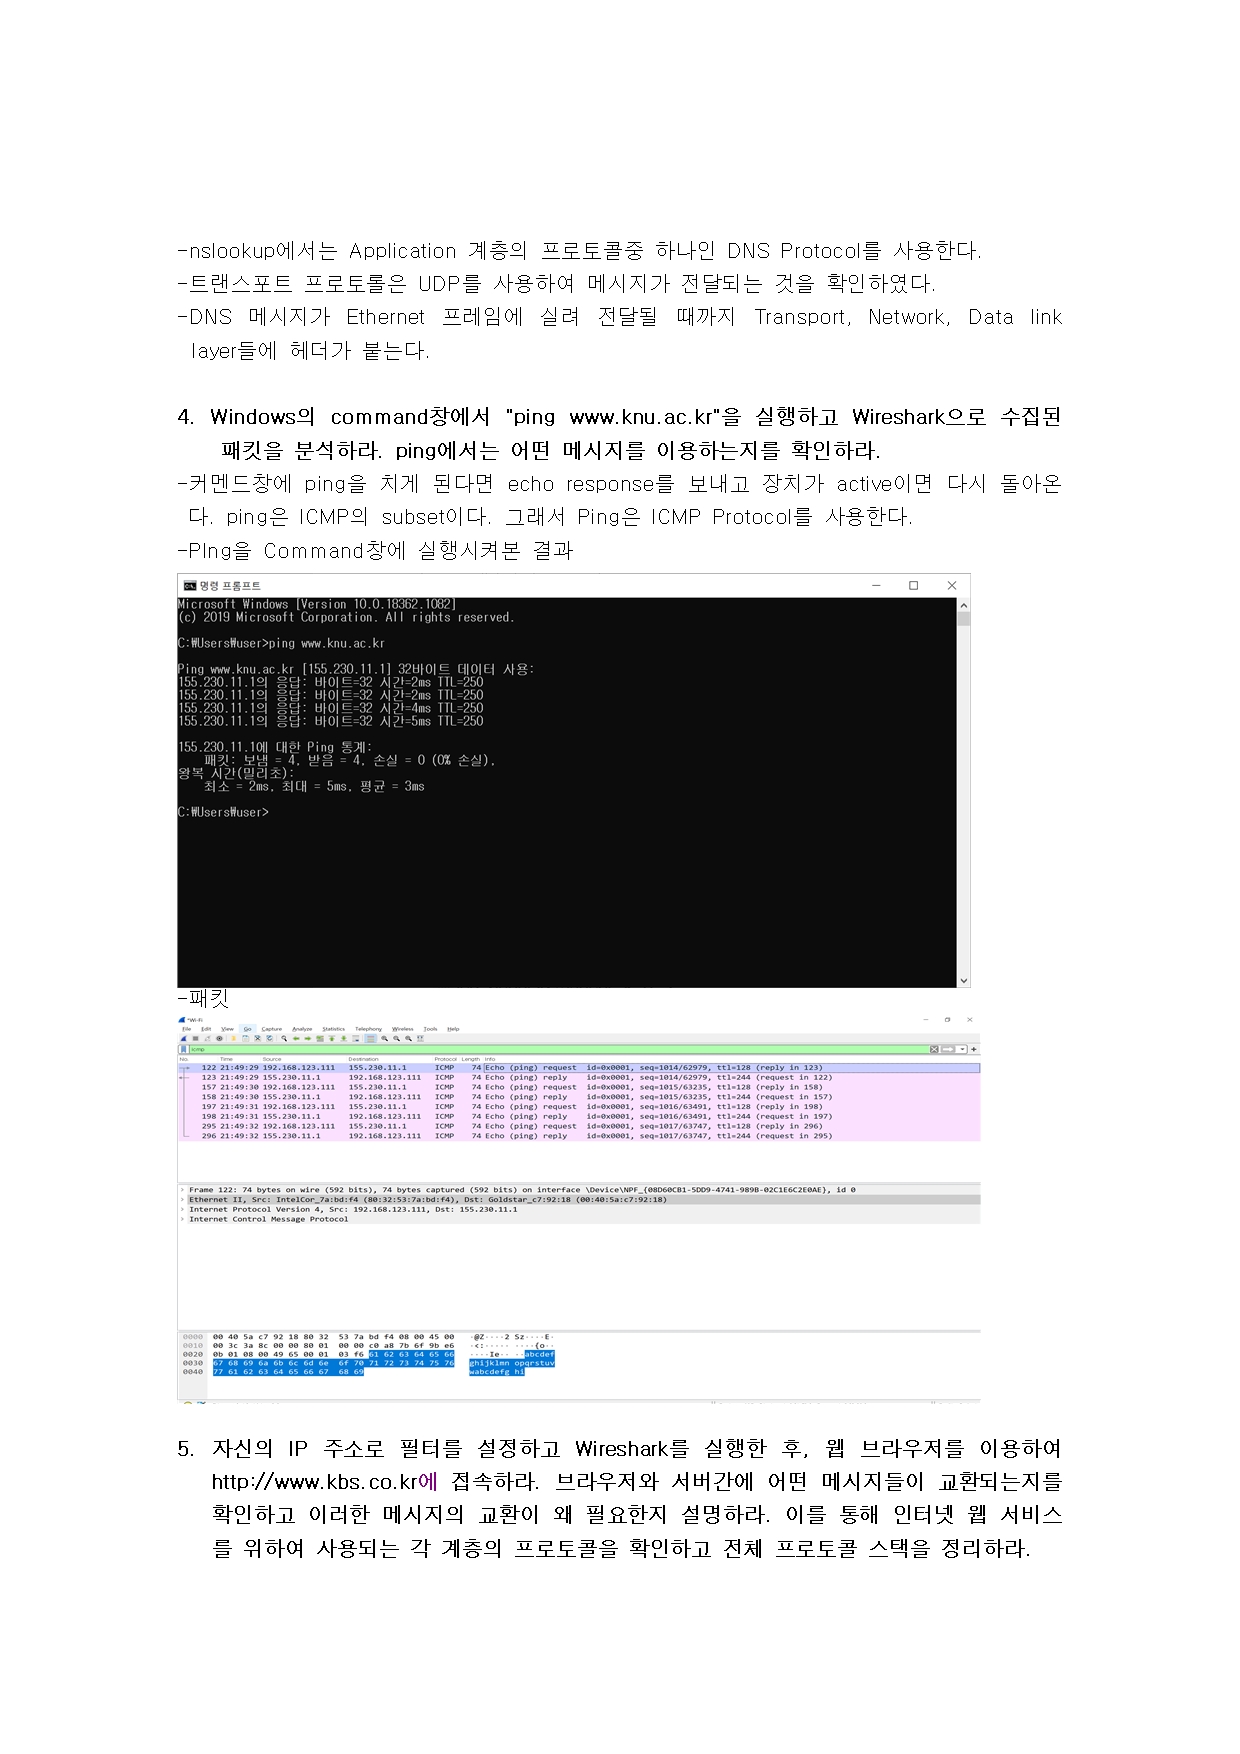 -nslookup에서는 Application 계층의 프로토콜중 하나인 DNS Protocol를 사용한다.
-트랜스포트 프로토롤은 UDP를 사용하여 메시지가 전달되는 것을 확인하였다.
-DNS 메시지가 Ethernet 프레임에 실려 전달될 때까지 Transport, Network, Data link
layer들에 헤더가 붙는다.
4. Windows의 command창에서 "ping www.knu.ac.kr"을 실행하고 Wireshark으로 수집된
패킷을 분석하라. ping에서는 어떤 메시지를 이용하는지를 확인하라.
-커멘드창에 ping을 치게 된다면 echo response를 보내고 장치가 active이면 다시 돌아온
다. ping은 ICMP의 subset이다. 그래서 Ping은 ICMP Protocol를 사용한다.
-PIng을 Command창에 실행시켜본 결과
명령 프롬프트
Microsoft Windows [Version 10.0.18362.1082]
(c) 2019 Microsoft Corporation. All rights reserved.
C:₩Users₩user>ping www.knu.ac.kr
Ping www.knu.ac.kr [155.230.11.1] 32바이트 데이터 사용:
155.230.11.1의 응답: 바이트=32 시간=2ms TTL=250
155.230.11.1의 응답: 바이트=32 시간=2ms TTL=250
155.230.11.1의 응답: 바이트=32 시간=4ms TTL=250
155.230.11.1의 응답: 바이트=32 시간=5ms TTL=250
155.230.11.1에 대한 Ping 통계:
패킷: 보냄 = 4, 받음 = 4, 손실 = 0 (0% 손실),
왕복 시간(밀리초):
최소 = 2ms, 최대 = 5ms, 평균 = 3ms
C:₩Users₩user>
-패킷
*Wi-Fi
File Edit View Go Capture Analyze Statistics Telephony Wireless Tools Help
icmp
No. Time Source Destination Protocol Length Info
122 21:49:29 192.168.123.111 155.230.11.1 ICMP 74 Echo (ping) request id=0x0001, seq=1014/62979, ttl=128 (reply in 123)
123 21:49:29 155.230.11.1 192.168.123.111 ICMP 74 Echo (ping) reply id=0x0001, seq=1014/62979, ttl=244 (request in 122)
157 21:49:30 192.168.123.111 155.230.11.1 ICMP 74 Echo (ping) request id=0x0001, seq=1015/63235, ttl=128 (reply in 158)
158 21:49:30 155.230.11.1 192.168.123.111 ICMP 74 Echo (ping) reply id=0x0001, seq=1015/63235, ttl=244 (request in 157)
197 21:49:31 192.168.123.111 155.230.11.1 ICMP 74 Echo (ping) request id=0x0001, seq=1016/63491, ttl=128 (reply in 198)
198 21:49:31 155.230.11.1 192.168.123.111 ICMP 74 Echo (ping) reply id=0x0001, seq=1016/63491, ttl=244 (request in 197)
295 21:49:32 192.168.123.111 155.230.11.1 ICMP 74 Echo (ping) request id=0x0001, seq=1017/63747, ttl=128 (reply in 296)
296 21:49:32 155.230.11.1 192.168.123.111 ICMP 74 Echo (ping) reply id=0x0001, seq=1017/63747, ttl=244 (request in 295)
Frame 122: 74 bytes on wire (592 bits), 74 bytes captured (592 bits) on interface \Device\NPF_{08D60CB1-5DD9-4741-989B-02C1E6C2E0AE}, id 0
Ethernet II, Src: IntelCor_7a:bd:f4 (80:32:53:7a:bd:f4), Dst: Goldstar_c7:92:18 (00:40:5a:c7:92:18)
Internet Protocol Version 4, Src: 192.168.123.111, Dst: 155.230.11.1
Internet Control Message Protocol
0000 00 40 5a c7 92 18 80 32 53 7a bd f4 08 00 45 00 ·@Z····2 Sz····E·
0010 00 3c 3a 8c 00 00 80 01 00 00 c0 a8 7b 6f 9b e6 ·<:····· ····{o··
0020 0b 01 08 00 49 65 00 01 03 f6 61 62 63 64 65 66 ····Ie·· ··abcdef
0030 67 68 69 6a 6b 6c 6d 6e 6f 70 71 72 73 74 75 76 ghijklmn opqrstuv
0040 77 61 62 63 64 65 66 67 68 69 wabcdefg hi
5. 자신의 IP 주소로 필터를 설정하고 Wireshark를 실행한 후, 웹 브라우저를 이용하여
http://www.kbs.co.kr에 접속하라. 브라우저와 서버간에 어떤 메시지들이 교환되는지를
확인하고 이러한 메시지의 교환이 왜 필요한지 설명하라. 이를 통해 인터넷 웹 서비스
를 위하여 사용되는 각 계층의 프로토콜을 확인하고 전체 프로토콜 스택을 정리하라.